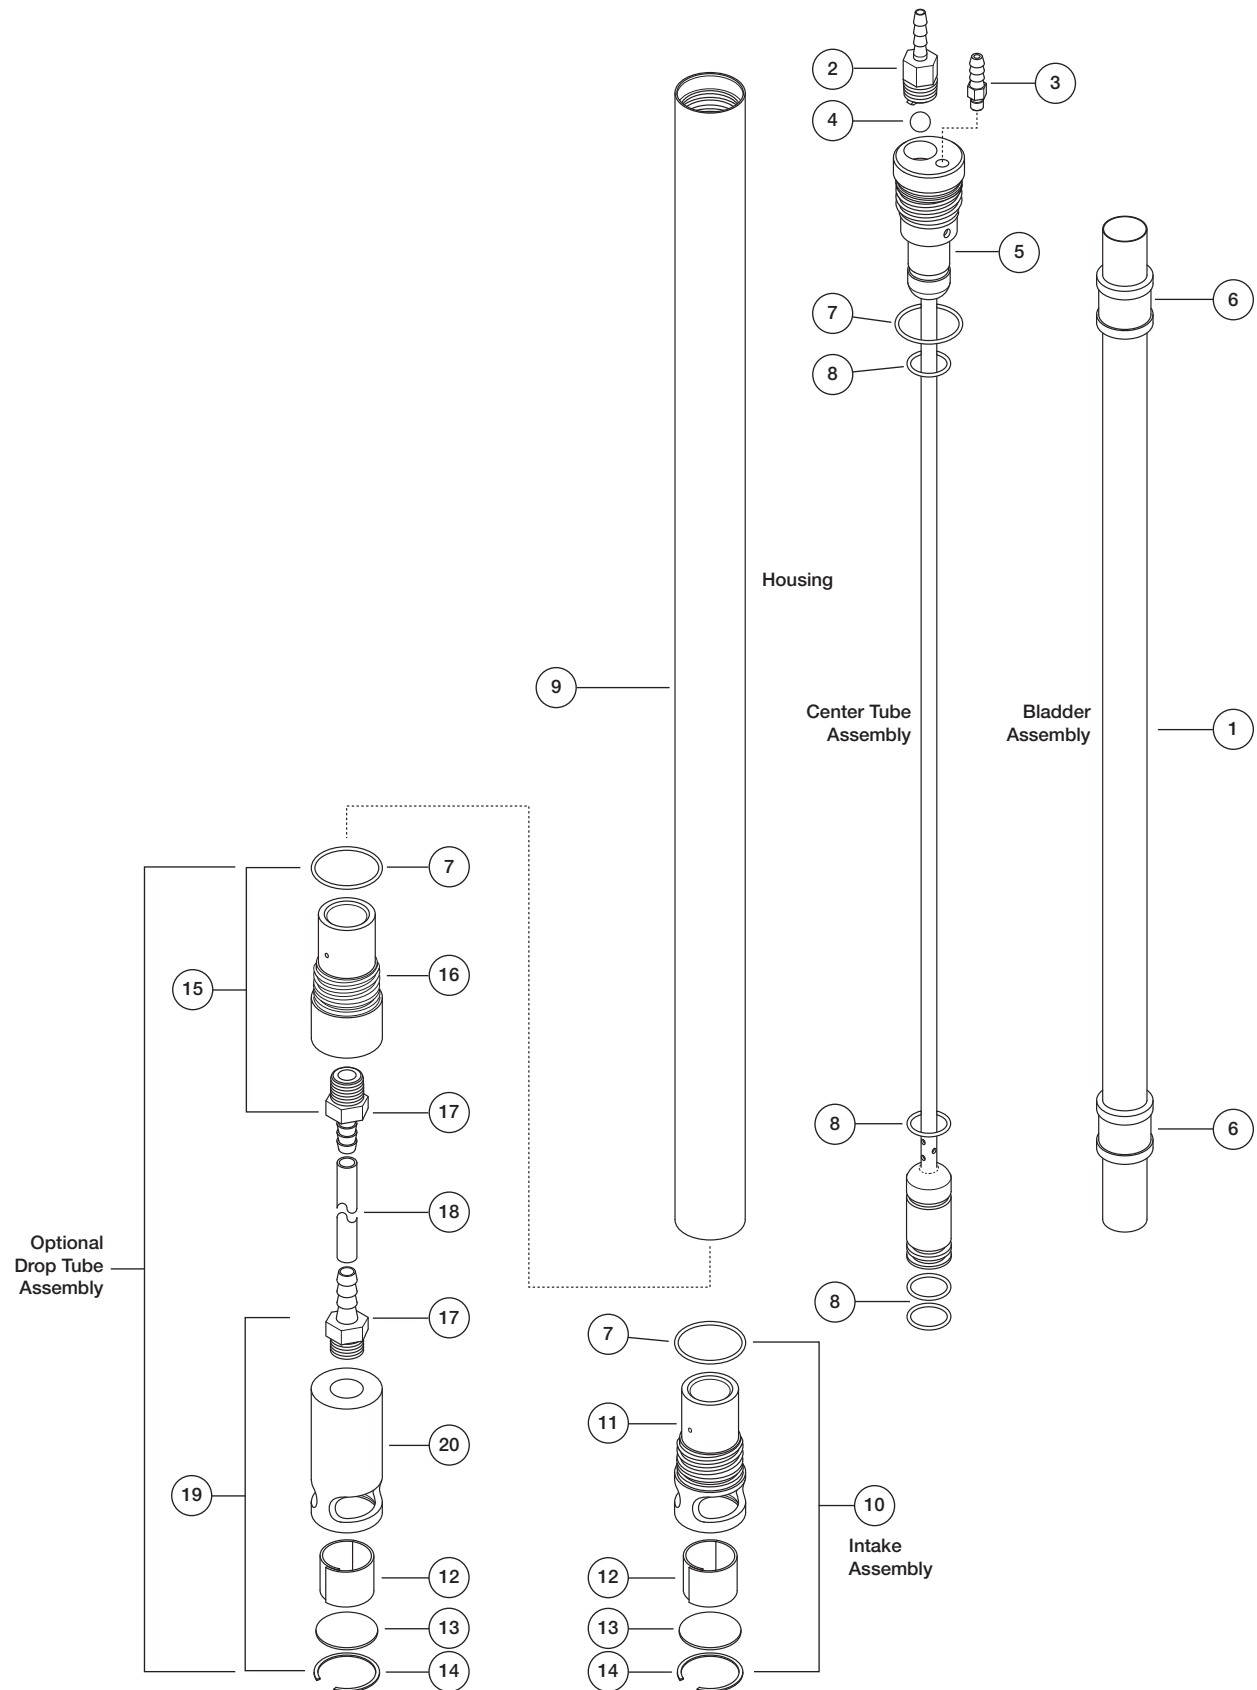 2
3
4
5
6
7
8
Housing
9
Center Tube
Assembly
Bladder
Assembly
1
7
16
15
8
6
17
18
Optional
Drop Tube
Assembly
8
17
7
11
20
19
10
Intake
Assembly
12
12
13
13
14
14